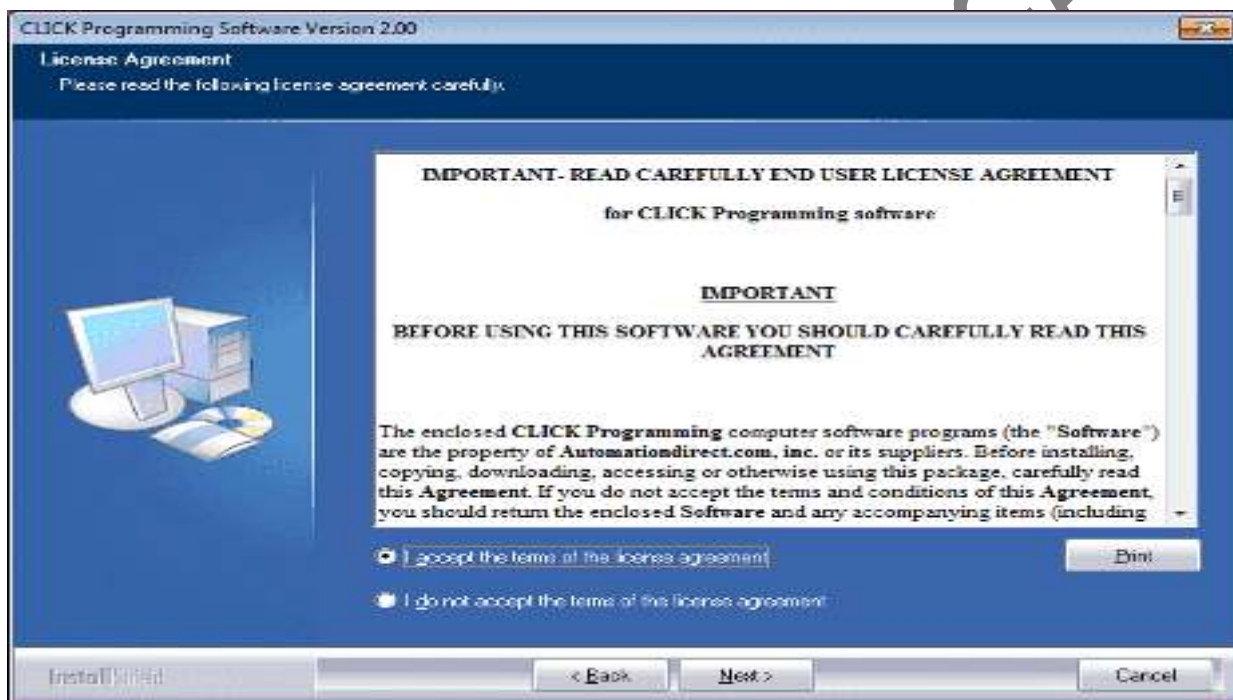 CLICK Programming Software Version 2.00
License Agreement
Please read the following license agreement carefully.
IMPORTANT- READ CAREFULLY END USER LICENSE AGREEMENT
for CLICK Programming software
IMPORTANT
BEFORE USING THIS SOFTWARE YOU SHOULD CAREFULLY READ THIS
AGREEMENT
The enclosed CLICK Programming computer software programs (the "Software")
are the property of Automationdirect.com, inc. or its suppliers. Before installing,
copying, downloading, accessing or otherwise using this package, carefully read
this Agreement. If you do not accept the terms and conditions of this Agreement,
you should return the enclosed Software and any accompanying items (including
I accept the terms of the license agreement
Print
I do not accept the terms of the license agreement
InstallShield
< Back
Next >
Cancel